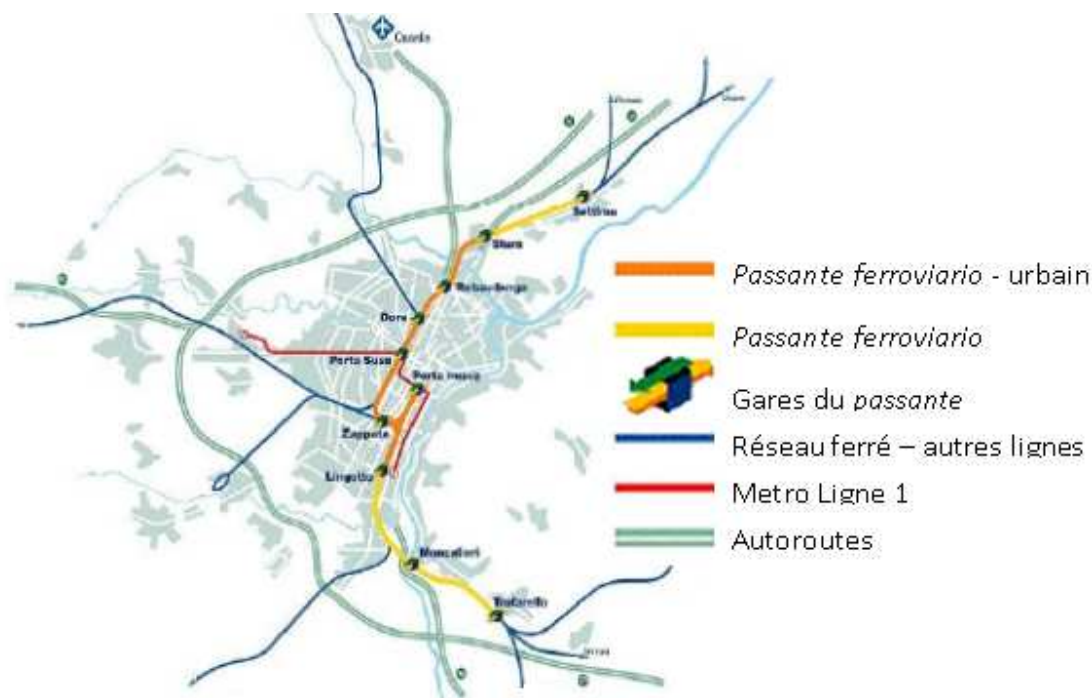 Caselle
Settimo
Stura
Rebaudengo
Dora
Porta Susa
Porta nuova
Zappata
Lingotto
Moncalieri
Trofarello
Passante ferroviario - urbain
Passante ferroviario
Gares du passante
Réseau ferré – autres lignes
Metro Ligne 1
Autoroutes